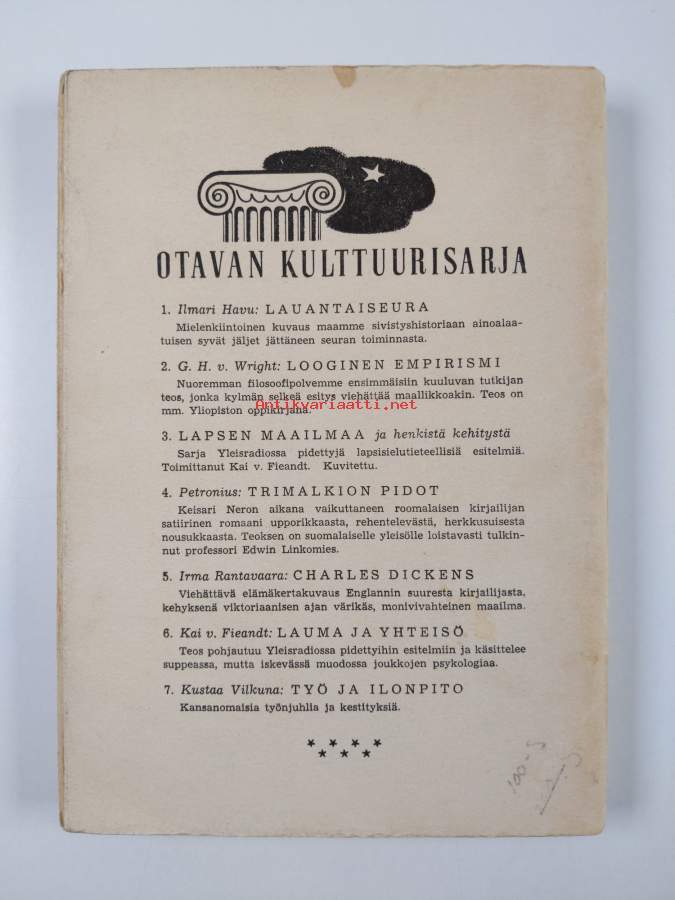 OTAVAN KULTTUURISARJA
1. Ilmari Havu: LAUANTAISEURA
Mielenkiintoinen kuvaus maamme sivistyshistoriaan ainoalaa-
tuisen syvät jäljet jättäneen seuran toiminnasta.
2. G. H. v. Wright: LOOGINEN EMPIRISMI
Nuoremman filosoofipolvemme ensimmäisiin kuuluvan tutkijan
teos, jonka kylmän selkeä esitys viehättää maallikkoakin. Teos on
Antikvariaatti.net
mm. Yliopiston oppikirjana.
3. LAPSEN MAAILMAA ja henkistä kehitystä
Sarja Yleisradiossa pidettyjä lapsisielutieteellisiä esitelmiä.
Toimittanut Kai v. Fieandt. Kuvitettu.
4. Petronius: TRIMALKION PIDOT
Keisari Neron aikana vaikuttaneen roomalaisen kirjailijan
satiirinen romaani upporikkaasta, rehentelevästä, herkkusuisesta
nousukkaasta. Teoksen on suomalaiselle yleisölle loistavasti tulkin-
nut professori Edwin Linkomies.
5. Irma Rantavaara: CHARLES DICKENS
Viehättävä elämäkertakuvaus Englannin suuresta kirjailijasta,
kehyksenä viktoriaanisen ajan värikäs, monivivahteinen maailma.
6. Kai v. Fieandt: LAUMA JA YHTEISÖ
Teos pohjautuu Yleisradiossa pidettyihin esitelmiin ja käsittelee
suppeassa, mutta iskevässä muodossa joukkojen psykologiaa.
7. Kustaa Vilkuna: TYÖ JA ILONPITO
Kansanomaisia työnjuhlia ja kestityksiä.